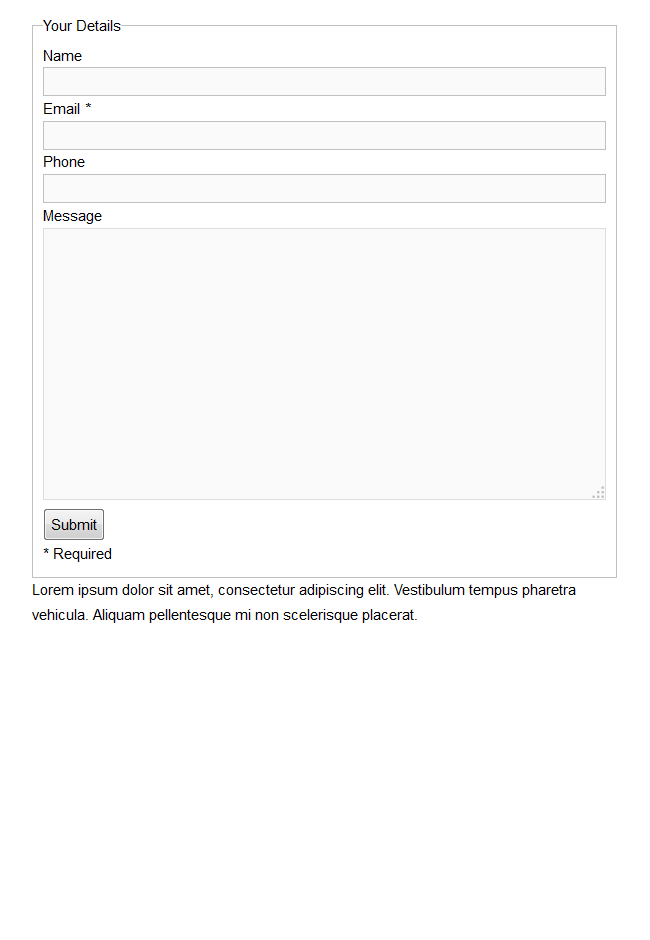 Your Details
Name
Email *
Phone
Message
Submit
* Required
Lorem ipsum dolor sit amet, consectetur adipiscing elit. Vestibulum tempus pharetra
vehicula. Aliquam pellentesque mi non scelerisque placerat.